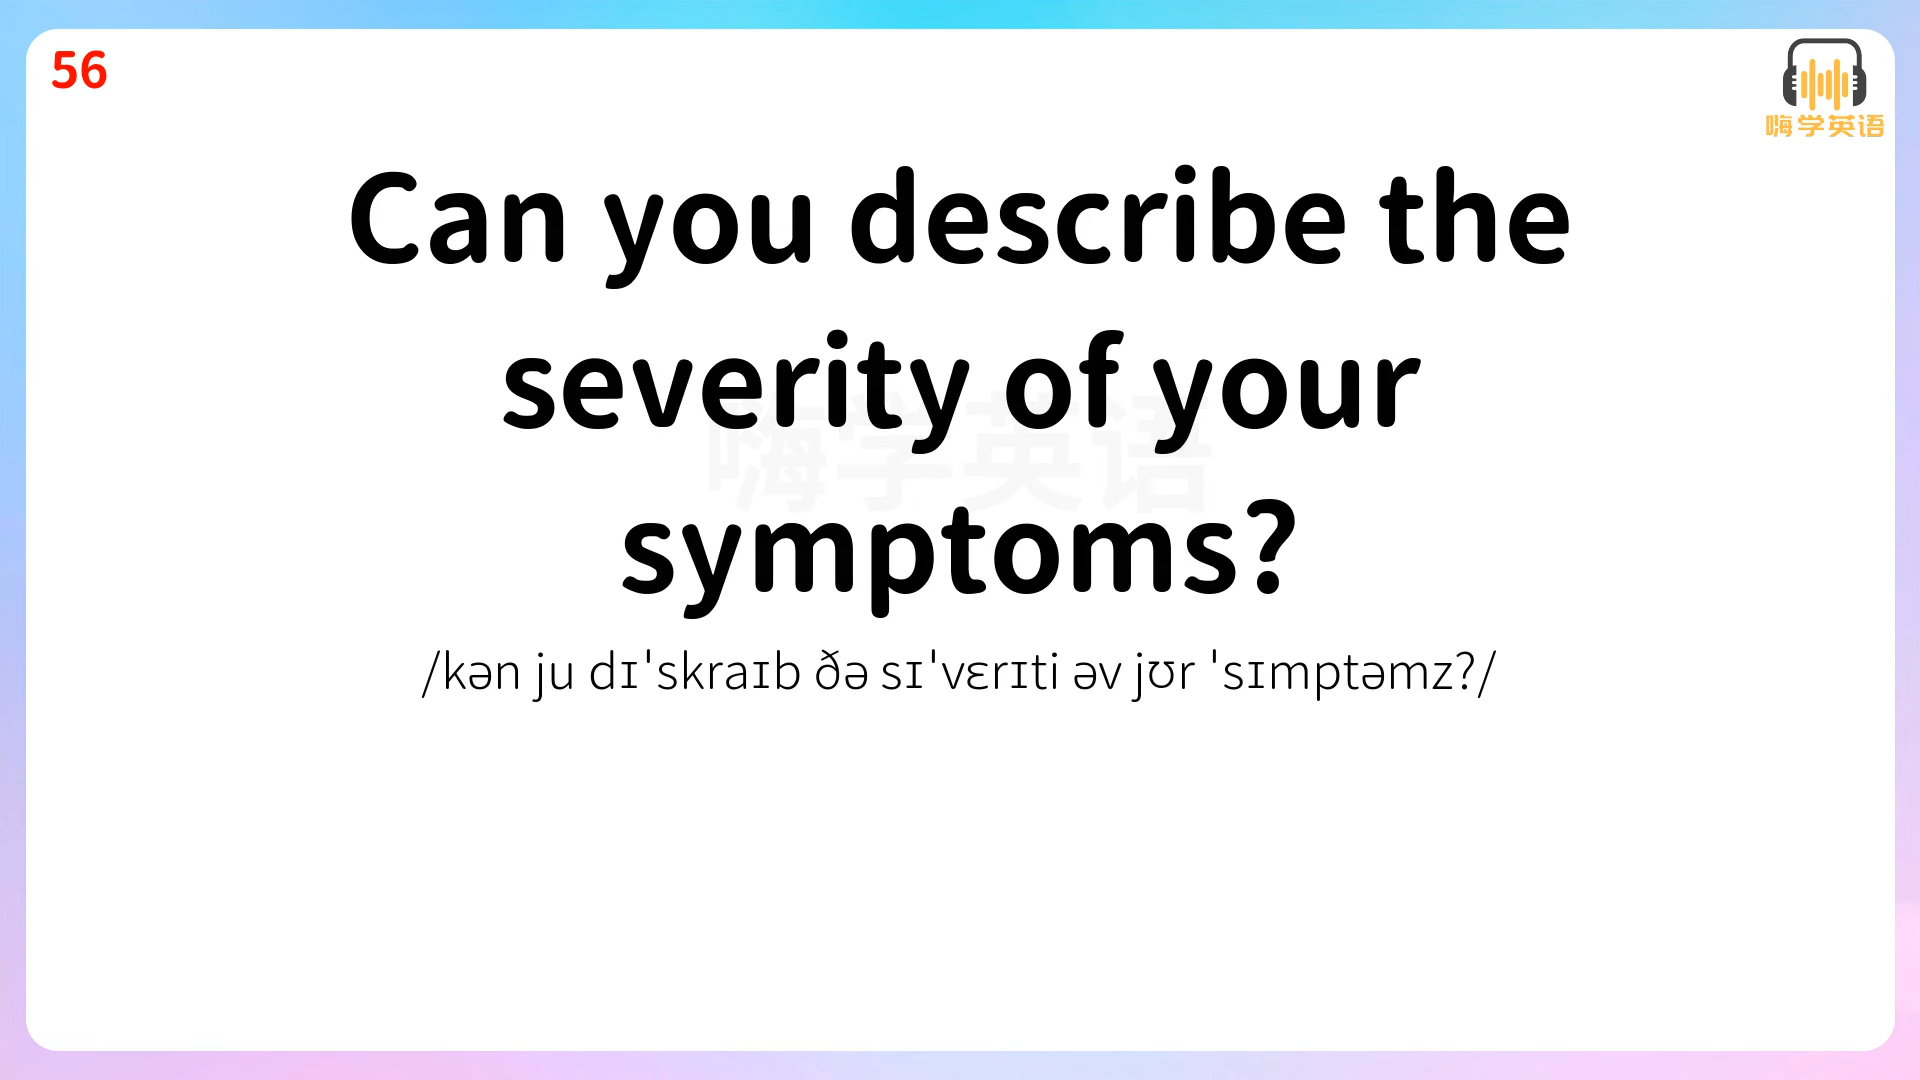 56
嗨学英语
Can you describe the
severity of your
symptoms?
嗨学英语
/kən ju dɪˈskraɪb ðə sɪˈvɛrɪti əv jʊr ˈsɪmptəmz?/